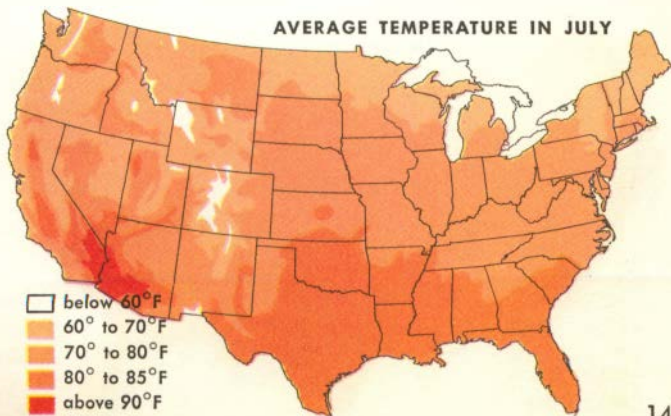 AVERAGE TEMPERATURE IN JULY
below 60°F
60° to 70°F
70° to 80°F
80° to 85°F
above 90°F